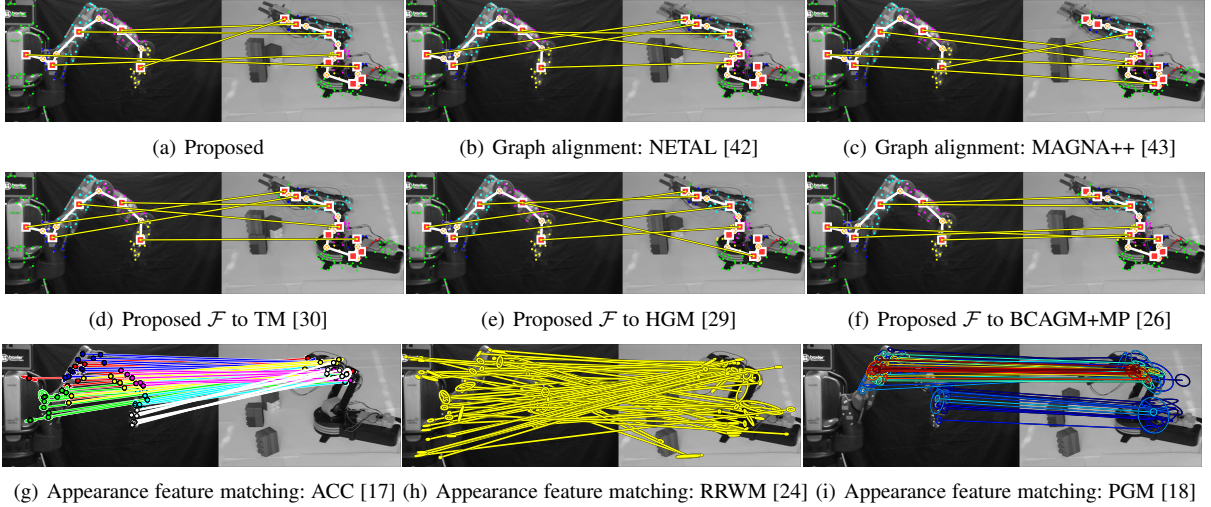 (a) Proposed
(b) Graph alignment: NETAL [42]
(c) Graph alignment: MAGNA++ [43]
(d) Proposed ℱ to TM [30]
(e) Proposed ℱ to HGM [29]
(f) Proposed ℱ to BCAGM+MP [26]
(g) Appearance feature matching: ACC [17]
(h) Appearance feature matching: RRWM [24]
(i) Appearance feature matching: PGM [18]